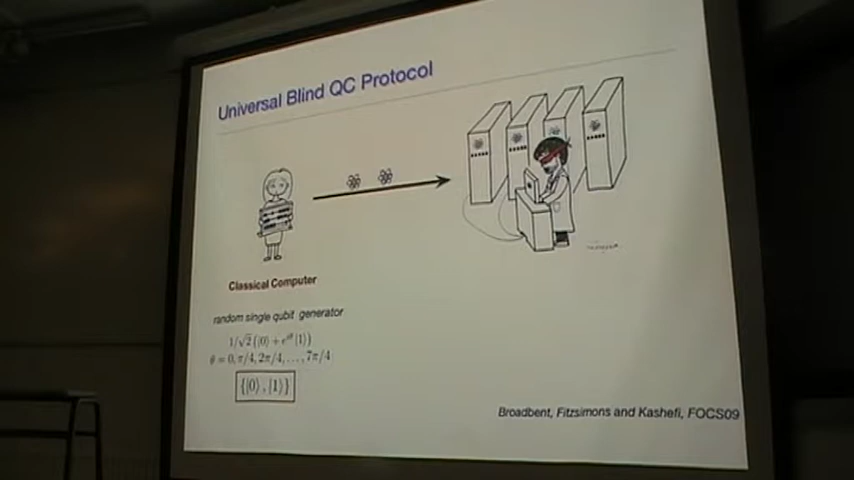 Universal Blind QC Protocol
Classical Computer
random single qubit generator
1/√2 (|0⟩ + e^{iθ} |1⟩)
θ = 0, π/4, 2π/4, . . . , 7π/4
{|0⟩ , |1⟩}
Broadbent, Fitzsimons and Kashefi, FOCS09